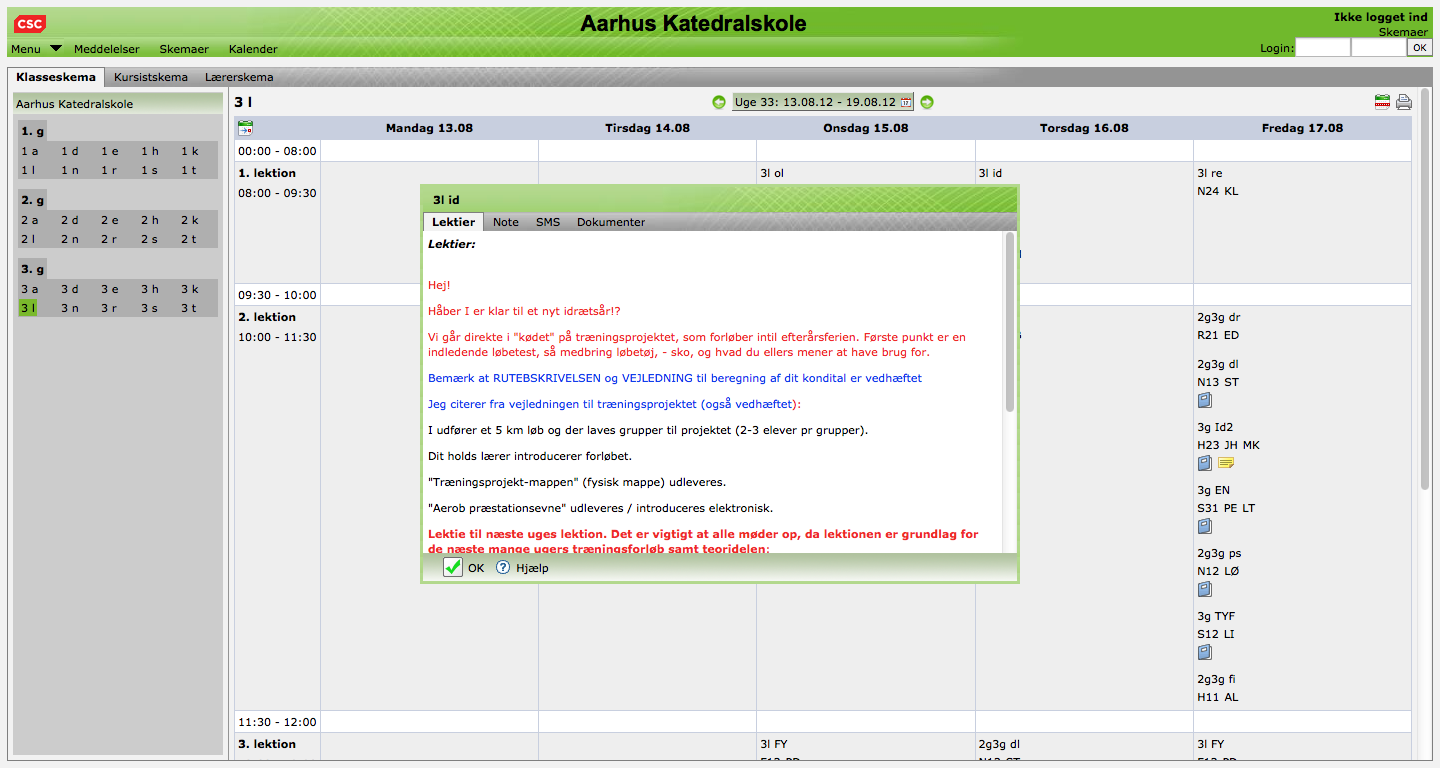 CSC
Aarhus Katedralskole
Ikke logget ind
Skemaer
Menu Meddelelser Skemaer Kalender
Login: OK
Klasseskema Kursistskema Lærerskema
Aarhus Katedralskole
1. g
1 a 1 d 1 e 1 h 1 k
1 l 1 n 1 r 1 s 1 t
2. g
2 a 2 d 2 e 2 h 2 k
2 l 2 n 2 r 2 s 2 t
3. g
3 a 3 d 3 e 3 h 3 k
3 l 3 n 3 r 3 s 3 t
3 l
Uge 33: 13.08.12 - 19.08.12
Mandag 13.08 Tirsdag 14.08 Onsdag 15.08 Torsdag 16.08 Fredag 17.08
00:00 - 08:00
1. lektion
08:00 - 09:30
3l ol
3l id
3l re
N24 KL
09:30 - 10:00
2. lektion
10:00 - 11:30
2g3g dr
R21 ED
2g3g dl
N13 ST
3g Id2
H23 JH MK
3g EN
S31 PE LT
2g3g ps
N12 LØ
3g TYF
S12 LI
2g3g fi
H11 AL
11:30 - 12:00
3. lektion
3l FY
2g3g dl
3l FY
3l id
Lektier Note SMS Dokumenter
Lektier:
Hej!
Håber I er klar til et nyt idrætsår!?
Vi går direkte i "kødet" på træningsprojektet, som forløber intil efterårsferien. Første punkt er en
indledende løbetest, så medbring løbetøj, - sko, og hvad du ellers mener at have brug for.
Bemærk at RUTEBSKRIVELSEN og VEJLEDNING til beregning af dit kondital er vedhæftet
Jeg citerer fra vejledningen til træningsprojektet (også vedhæftet):
I udfører et 5 km løb og der laves grupper til projektet (2-3 elever pr grupper).
Dit holds lærer introducerer forløbet.
"Træningsprojekt-mappen" (fysisk mappe) udleveres.
"Aerob præstationsevne" udleveres / introduceres elektronisk.
Lektie til næste uges lektion. Det er vigtigt at alle møder op, da lektionen er grundlag for
de næste mange ugers træningsforløb samt teoridelen:
OK Hjælp